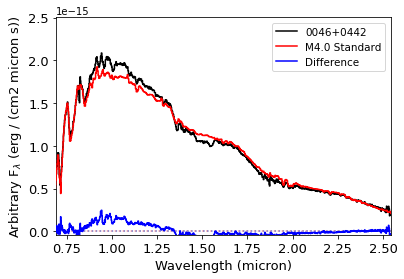 1e−15
2.5
2.0
1.5
1.0
0.5
0.0
Arbitrary Fλ (erg / (cm2 micron s))
0046+0442
M4.0 Standard
Difference
0.75 1.00 1.25 1.50 1.75 2.00 2.25 2.50
Wavelength (micron)